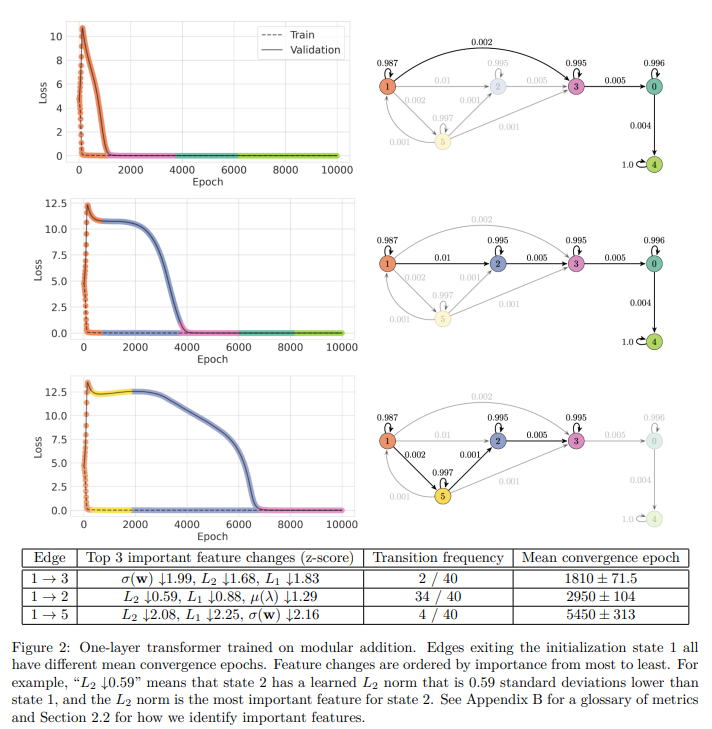 Train
Validation
Loss
10
8
6
4
2
0
0 2000 4000 6000 8000 10000
Epoch
0.002
0.987 0.995 0.995 0.996
1 0.01 2 0.005 3 0.005 0
0.002 0.001
0.997
0.001
5
0.001
0.004
1.0 4
Loss
12.5
10.0
7.5
5.0
2.5
0.0
0 2000 4000 6000 8000 10000
Epoch
0.002
0.987 0.995 0.995 0.996
1 0.01 2 0.005 3 0.005 0
0.002 0.001
0.997
0.001
5
0.001
0.004
1.0 4
Loss
12.5
10.0
7.5
5.0
2.5
0.0
0 2000 4000 6000 8000 10000
Epoch
0.002
0.987 0.995 0.995 0.996
1 0.01 2 0.005 3 0.005 0
0.002 0.001
0.997
0.001
5
0.001
0.004
1.0 4
Edge Top 3 important feature changes (z-score) Transition frequency Mean convergence epoch
1 → 3 σ(w) ↓1.99, L₂ ↓1.68, L₁ ↓1.83 2 / 40 1810 ± 71.5
1 → 2 L₂ ↓0.59, L₁ ↓0.88, μ(λ) ↓1.29 34 / 40 2950 ± 104
1 → 5 L₂ ↓2.08, L₁ ↓2.25, σ(w) ↓2.16 4 / 40 5450 ± 313
Figure 2: One-layer transformer trained on modular addition. Edges exiting the initialization state 1 all
have different mean convergence epochs. Feature changes are ordered by importance from most to least. For
example, “L₂ ↓0.59” means that state 2 has a learned L₂ norm that is 0.59 standard deviations lower than
state 1, and the L₂ norm is the most important feature for state 2. See Appendix B for a glossary of metrics
and Section 2.2 for how we identify important features.